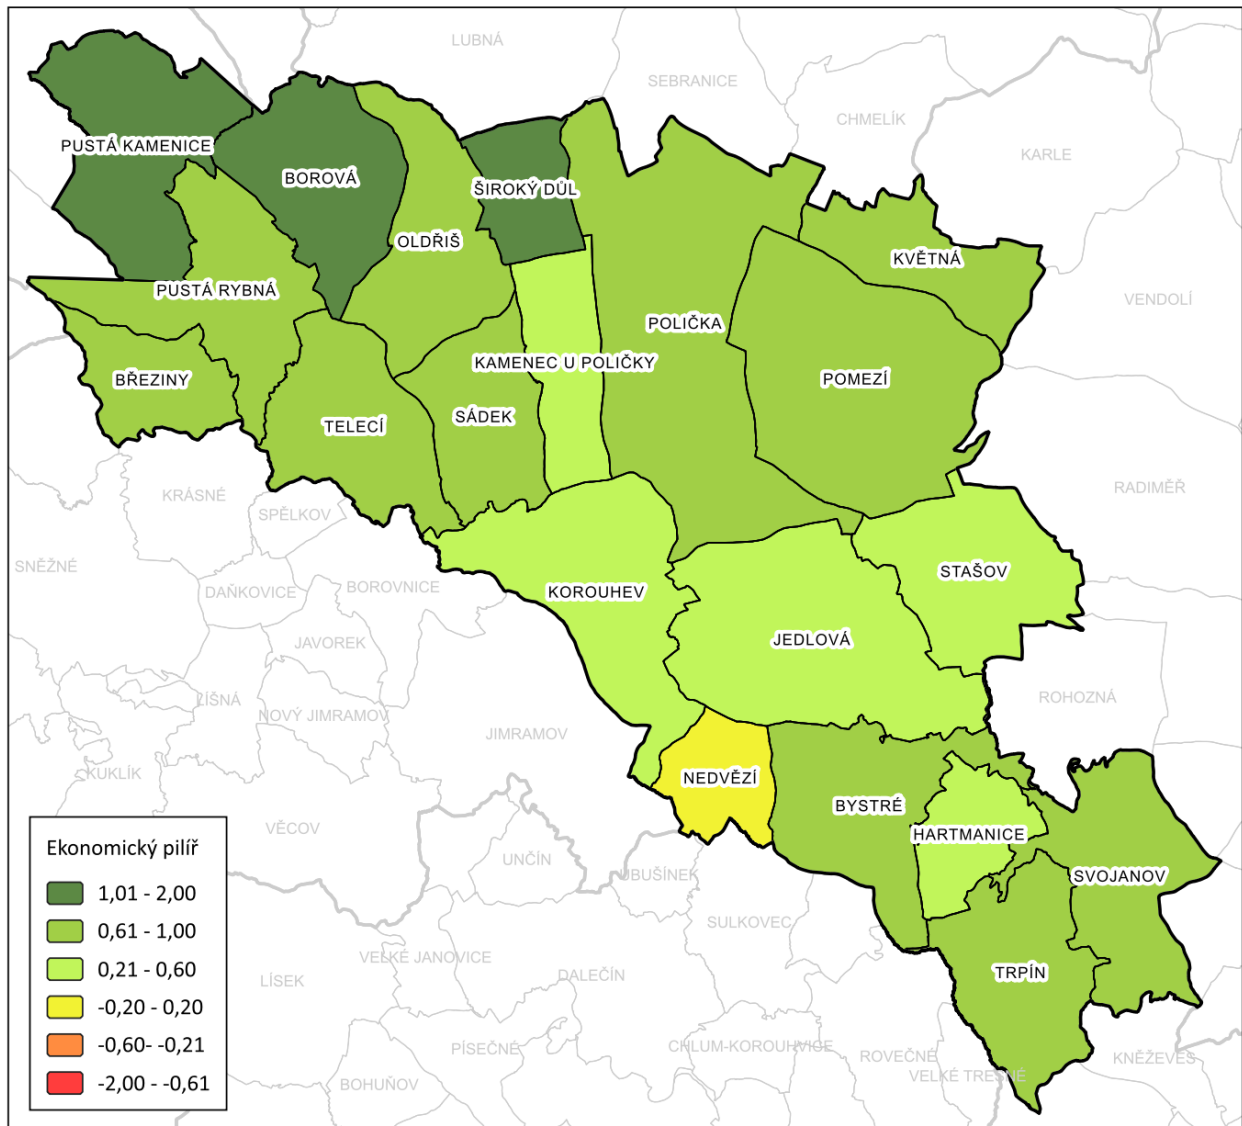 LUBNÁ
SEBRANICE
CHMELÍK
KARLE
PUSTÁ KAMENICE
BOROVÁ
ŠIROKÝ DŮL
OLDŘIŠ
KVĚTNÁ
PUSTÁ RYBNÁ
VENDOLÍ
POLIČKA
KAMENEC U POLIČKY
BŘEZINY
POMEZÍ
SÁDEK
TELECÍ
KRÁSNÉ
RADIMĚŘ
SPĚLKOV
SNĚŽNÉ
STAŠOV
DAŇKOVICE
BOROVNICE
KOROUHEV
JAVOREK
JEDLOVÁ
LÍŠNÁ
ROHOZNÁ
NOVÝ JIMRAMOV
JIMRAMOV
KUKLÍK
NEDVĚZÍ
BYSTRÉ
VĚCOV
HARTMANICE
UNČÍN
UBUŠÍNEK
SVOJANOV
SULKOVEC
VELKÉ JANOVICE
LÍSEK
DALEČÍN
TRPÍN
PÍSEČNÉ
CHLUM-KOROUHVICE
ROVEČNÉ
KNĚŽEVES
VELKÉ TRESNÉ
BOHUŇOV
Ekonomický pilíř
1,01 - 2,00
0,61 - 1,00
0,21 - 0,60
-0,20 - 0,20
-0,60- -0,21
-2,00 - -0,61